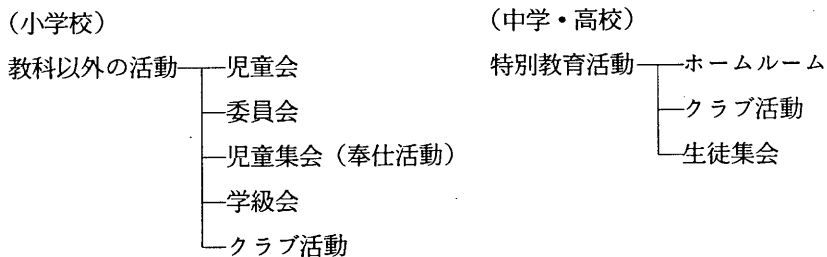 (小学校)
教科以外の活動
児童会
委員会
児童集会(奉仕活動)
学級会
クラブ活動
(中学・高校)
特別教育活動
ホームルーム
クラブ活動
生徒集会